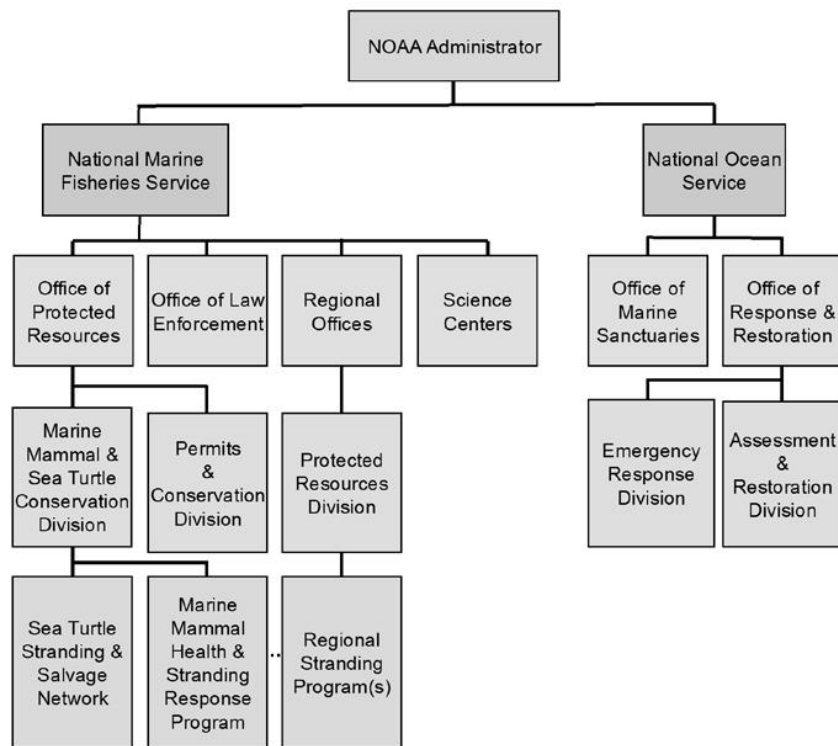 NOAA Administrator
National Marine
Fisheries Service
National Ocean
Service
Office of
Protected
Resources
Office of Law
Enforcement
Regional
Offices
Science
Centers
Office of
Marine
Sanctuaries
Office of
Response &
Restoration
Marine
Mammal &
Sea Turtle
Conservation
Division
Permits
&
Conservation
Division
Protected
Resources
Division
Emergency
Response
Division
Assessment
&
Restoration
Division
Sea Turtle
Stranding &
Salvage
Network
Marine
Mammal
Health &
Stranding
Response
Program
Regional
Stranding
Program(s)